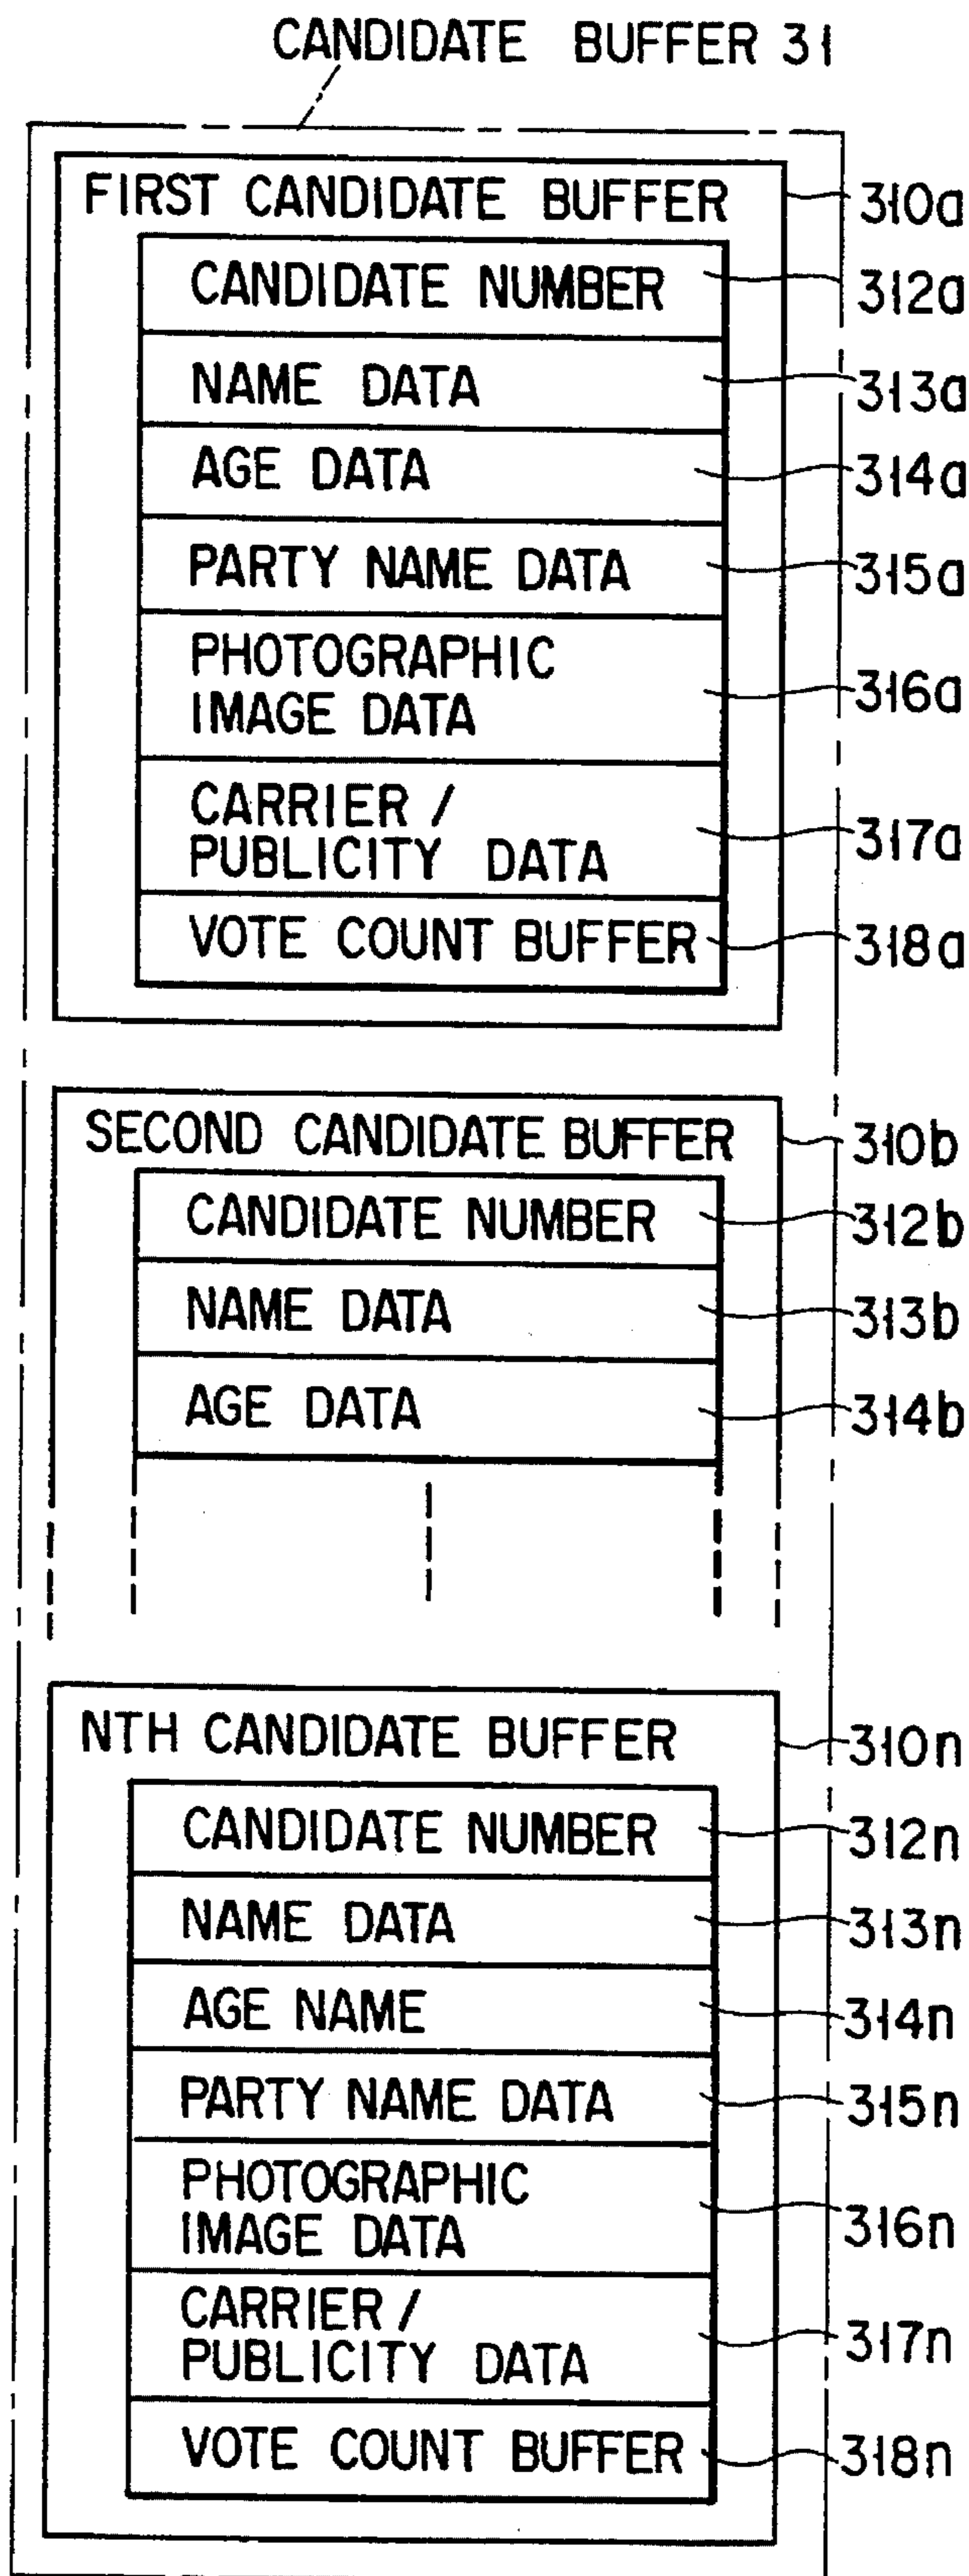 CANDIDATE BUFFER 31
FIRST CANDIDATE BUFFER 310a
CANDIDATE NUMBER 312a
NAME DATA 313a
AGE DATA 314a
PARTY NAME DATA 315a
PHOTOGRAPHIC
IMAGE DATA 316a
CARRIER /
PUBLICITY DATA 317a
VOTE COUNT BUFFER 318a
SECOND CANDIDATE BUFFER 310b
CANDIDATE NUMBER 312b
NAME DATA 313b
AGE DATA 314b
NTH CANDIDATE BUFFER 310n
CANDIDATE NUMBER 312n
NAME DATA 313n
AGE NAME 314n
PARTY NAME DATA 315n
PHOTOGRAPHIC
IMAGE DATA 316n
CARRIER /
PUBLICITY DATA 317n
VOTE COUNT BUFFER 318n